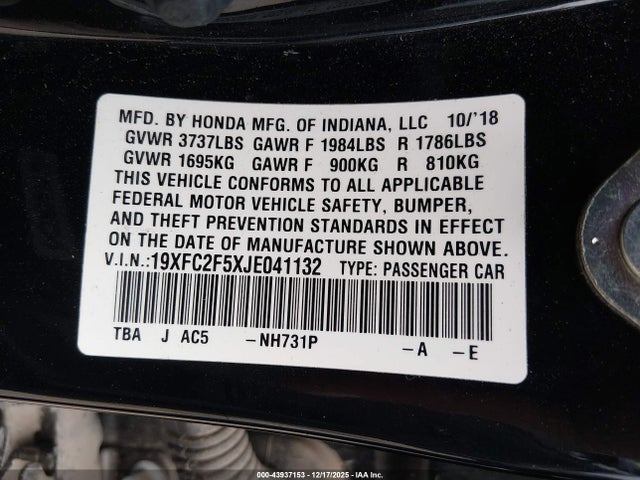 MFD. BY HONDA MFG. OF INDIANA, LLC 10/'18
GVWR 3737LBS GAWR F 1984LBS R 1786LBS
GVWR 1695KG GAWR F 900KG R 810KG
THIS VEHICLE CONFORMS TO ALL APPLICABLE
FEDERAL MOTOR VEHICLE SAFETY, BUMPER,
AND THEFT PREVENTION STANDARDS IN EFFECT
ON THE DATE OF MANUFACTURE SHOWN ABOVE.
V.I.N.:19XFC2F5XJE041132 TYPE: PASSENGER CAR
TBA J AC5 -NH731P -A -E
000-43937153 - 12/17/2025 - IAA Inc.